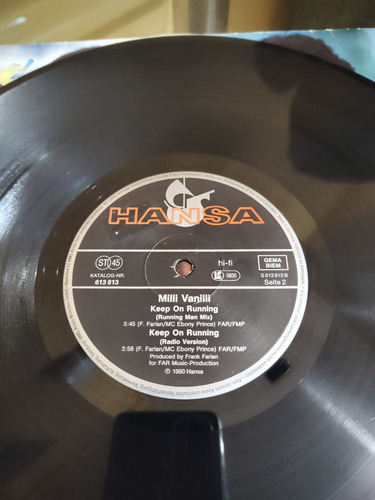 HANSA
ST 45
KATALOG-NR.
613 813
hi-fi
LC 0835
GEMA
BIEM
S 613 813 B
Seite 2
Milli Vanilli
Keep On Running
(Running Man Mix)
5:45 (F. Farian/MC Ebony Prince) FAR/FMP
Keep On Running
(Radio Version)
3:58 (F. Farian/MC Ebony Prince) FAR/FMP
Produced by Frank Farian
for FAR Music-Production
℗ 1990 Hansa